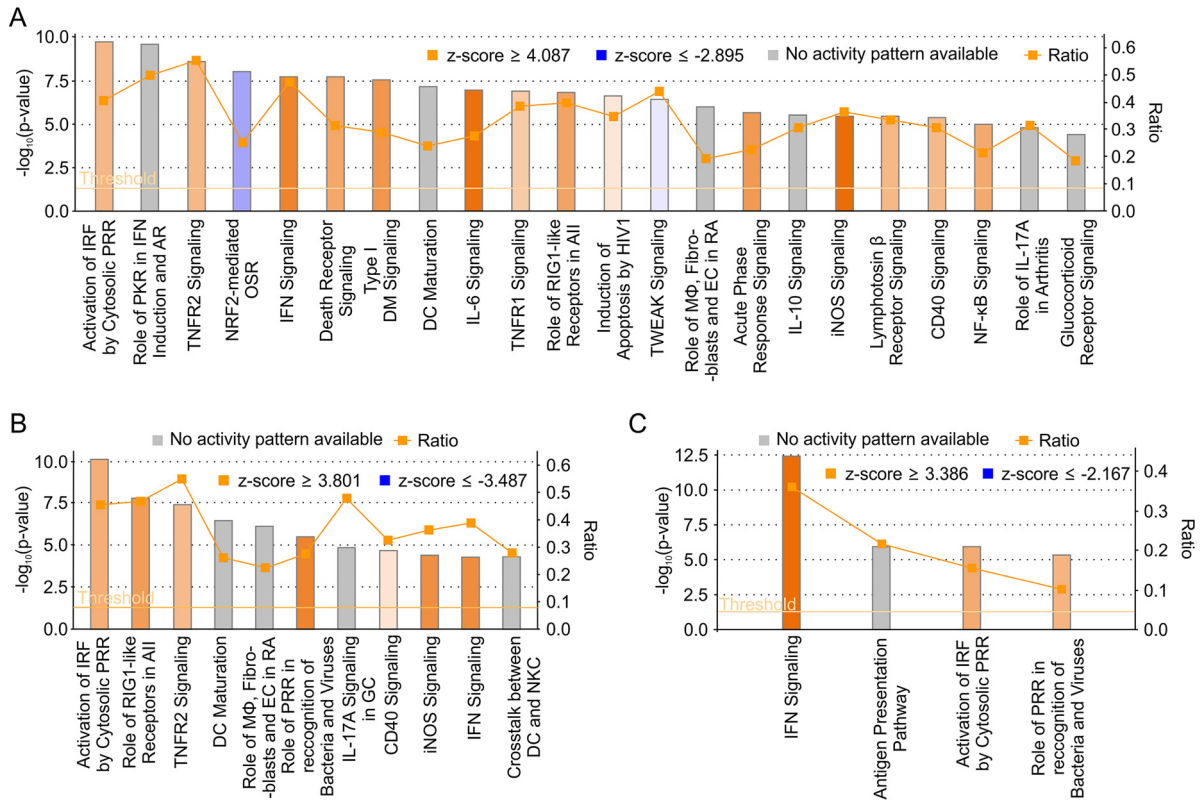 A
z-score ≥ 4.087
z-score ≤ -2.895
No activity pattern available
Ratio
-log10(p-value)
10.0
7.5
5.0
2.5
0.0
Threshold
0.6
0.5
0.4
0.3
0.2
0.1
0.0
Ratio
Activation of IRF
by Cytosolic PRR
Role of PKR in IFN
Induction and AR
TNFR2 Signaling
NRF2-mediated
OSR
IFN Signaling
Death Receptor
Signaling
Type I
DM Signaling
DC Maturation
IL-6 Signaling
TNFR1 Signaling
Role of RIG1-like
Receptors in AII
Induction of
Apoptosis by HIV1
TWEAK Signaling
Role of MΦ, Fibro-
-blasts and EC in RA
Acute Phase
Response Signaling
IL-10 Signaling
iNOS Signaling
Lymphotosin β
Receptor Signaling
CD40 Signaling
NF-κB Signaling
Role of IL-17A
in Arthritis
Glucocorticoid
Receptor Signaling
B
No activity pattern available
Ratio
z-score ≥ 3.801
z-score ≤ -3.487
-log10(p-value)
10.0
7.5
5.0
2.5
0.0
Threshold
0.6
0.5
0.4
0.3
0.2
0.1
0.0
Ratio
Activation of IRF
by Cytosolic PRR
Role of RIG1-like
Receptors in AII
TNFR2 Signaling
DC Maturation
Role of MΦ, Fibro-
-blasts and EC in RA
Role of PRR in
reccognition of
Bacteria and Viruses
IL-17A Signaling
in GC
CD40 Signaling
iNOS Signaling
IFN Signaling
Crosstalk between
DC and NKC
C
No activity pattern available
Ratio
z-score ≥ 3.386
z-score ≤ -2.167
-log10(p-value)
12.5
10.0
7.5
5.0
2.5
0.0
Threshold
0.4
0.3
0.2
0.1
0.0
Ratio
IFN Signaling
Antigen Presentation
Pathway
Activation of IRF
by Cytosolic PRR
Role of PRR in
reccognition of
Bacteria and Viruses